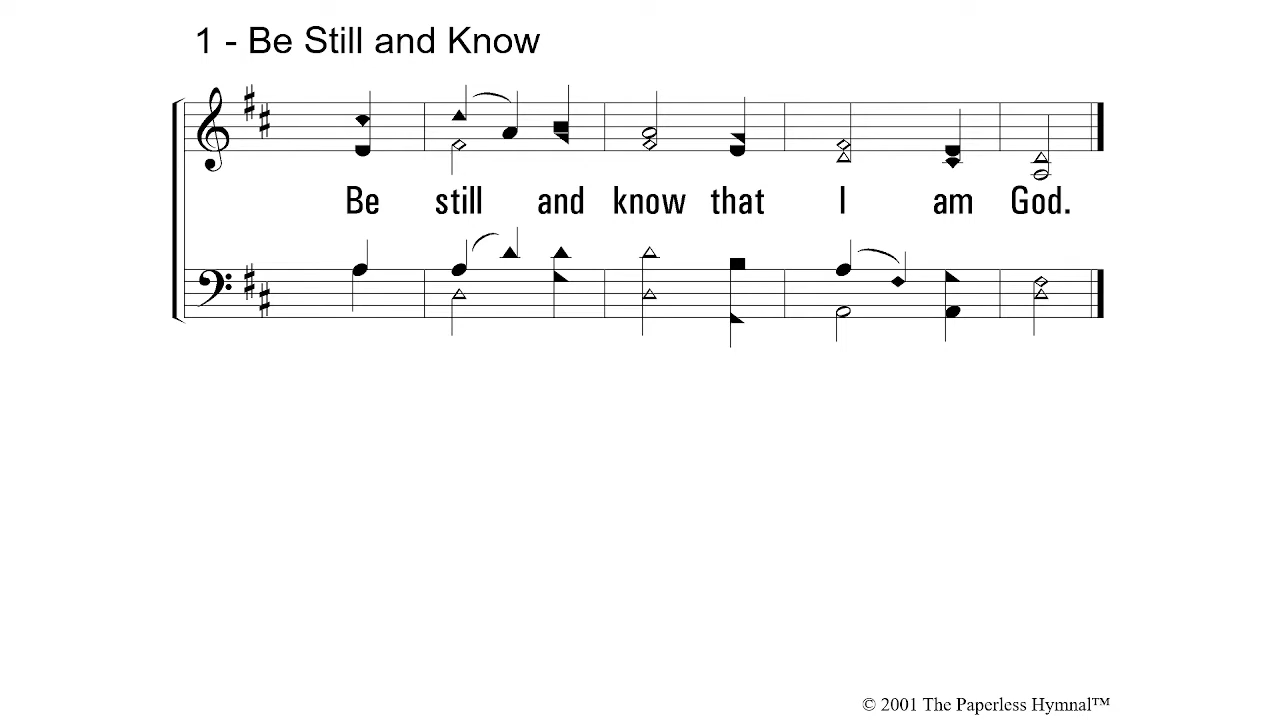 1 - Be Still and Know
Be still and know that I am God.
© 2001 The Paperless Hymnal™